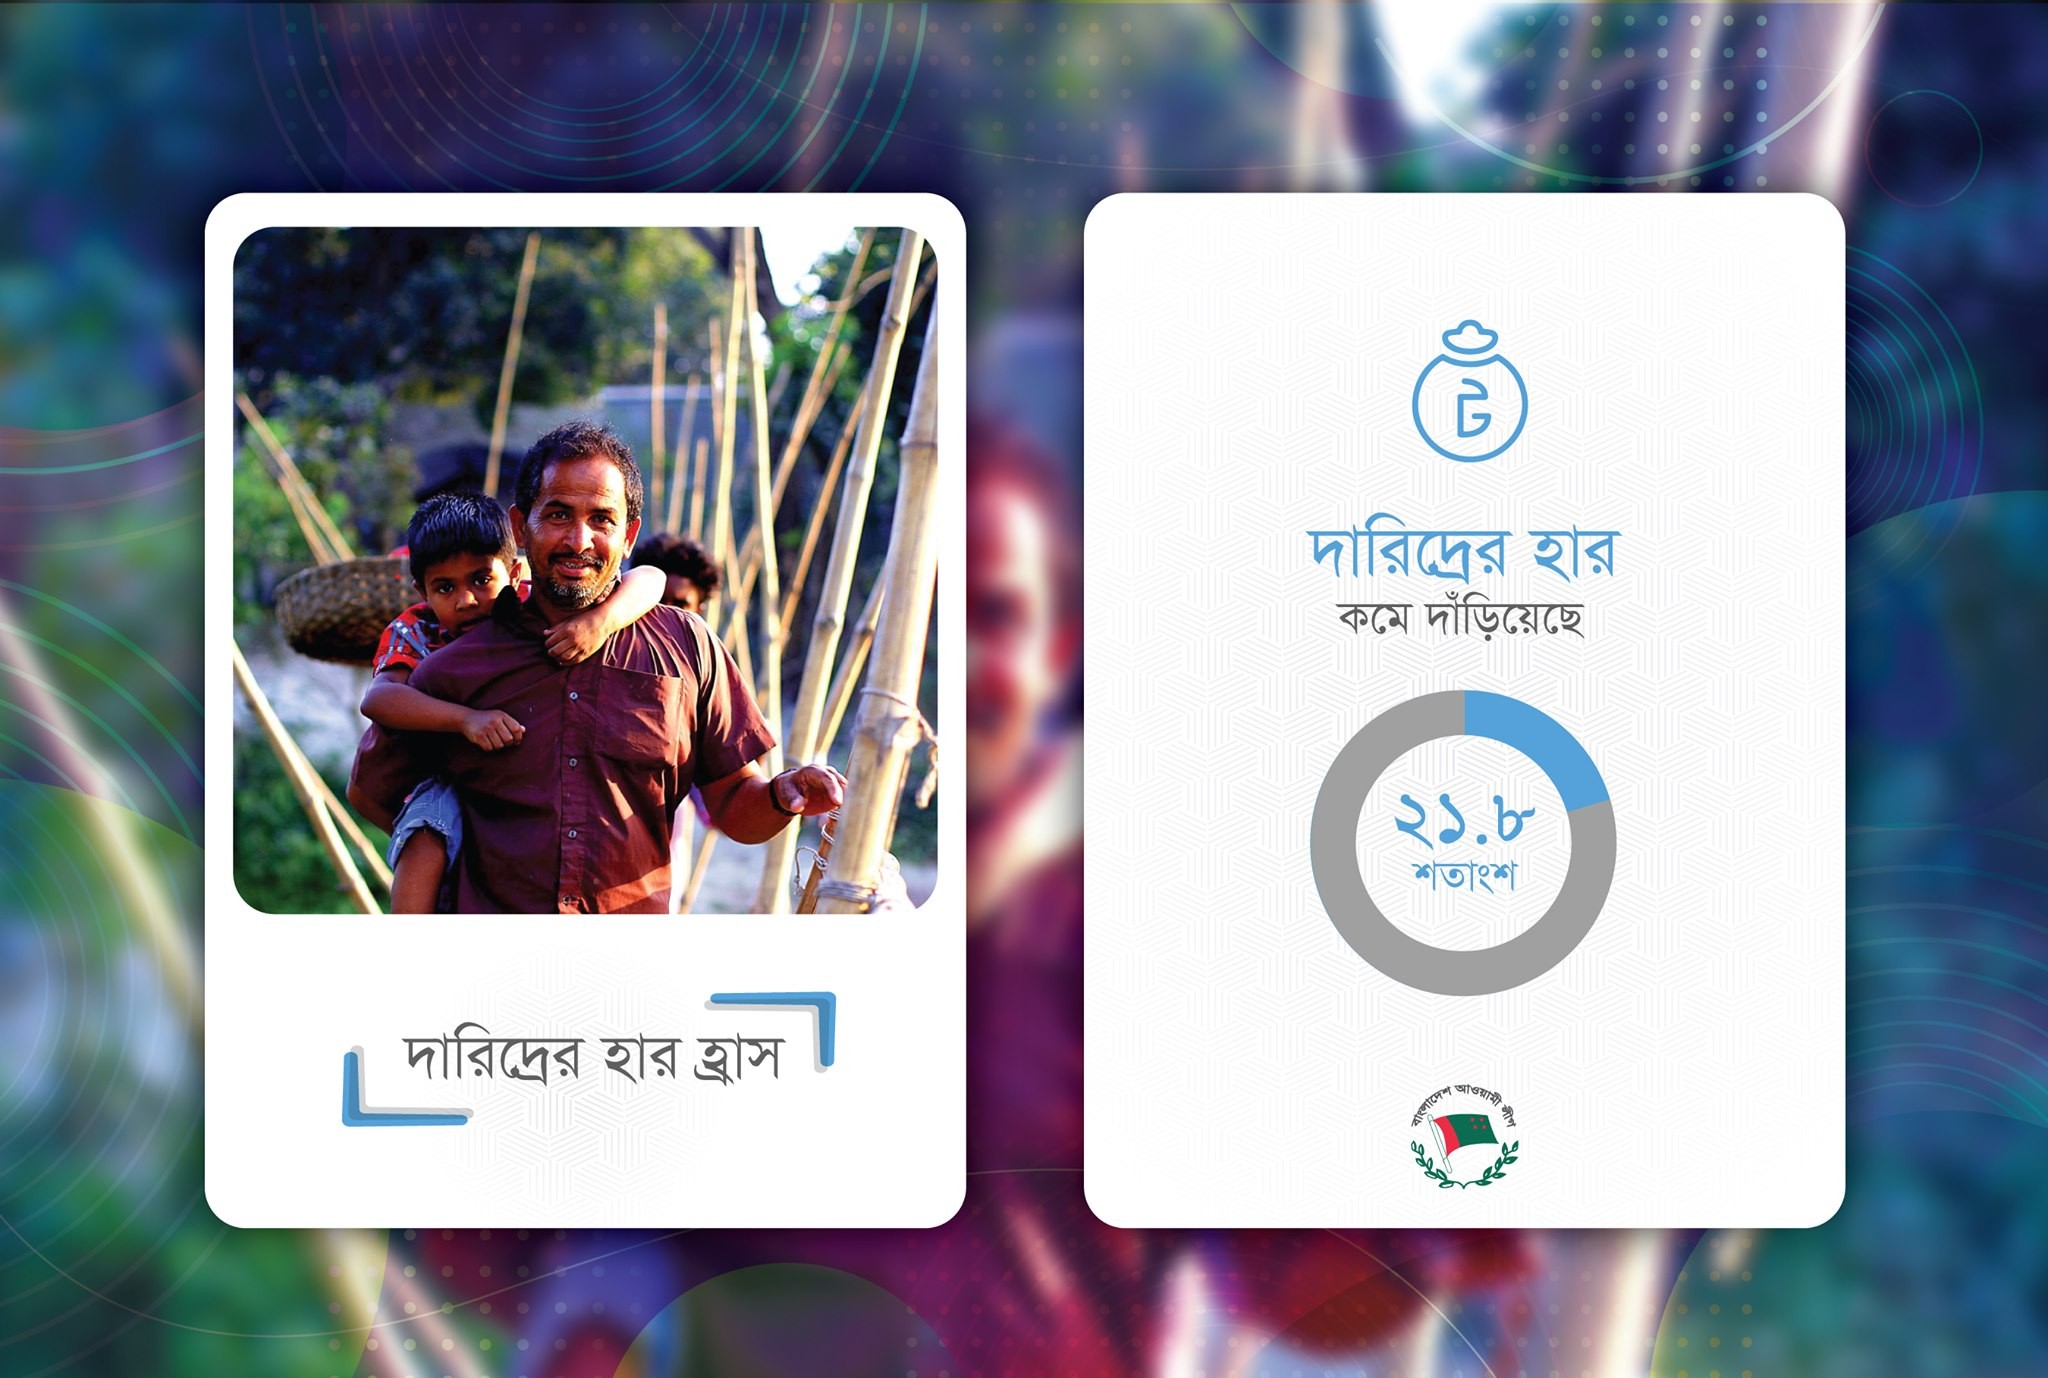 দারিদ্রের হার হ্রাস
ট
দারিদ্রের হার
কমে দাঁড়িয়েছে
২১.৮
শতাংশ
বাংলাদেশ আওয়ামী লীগ